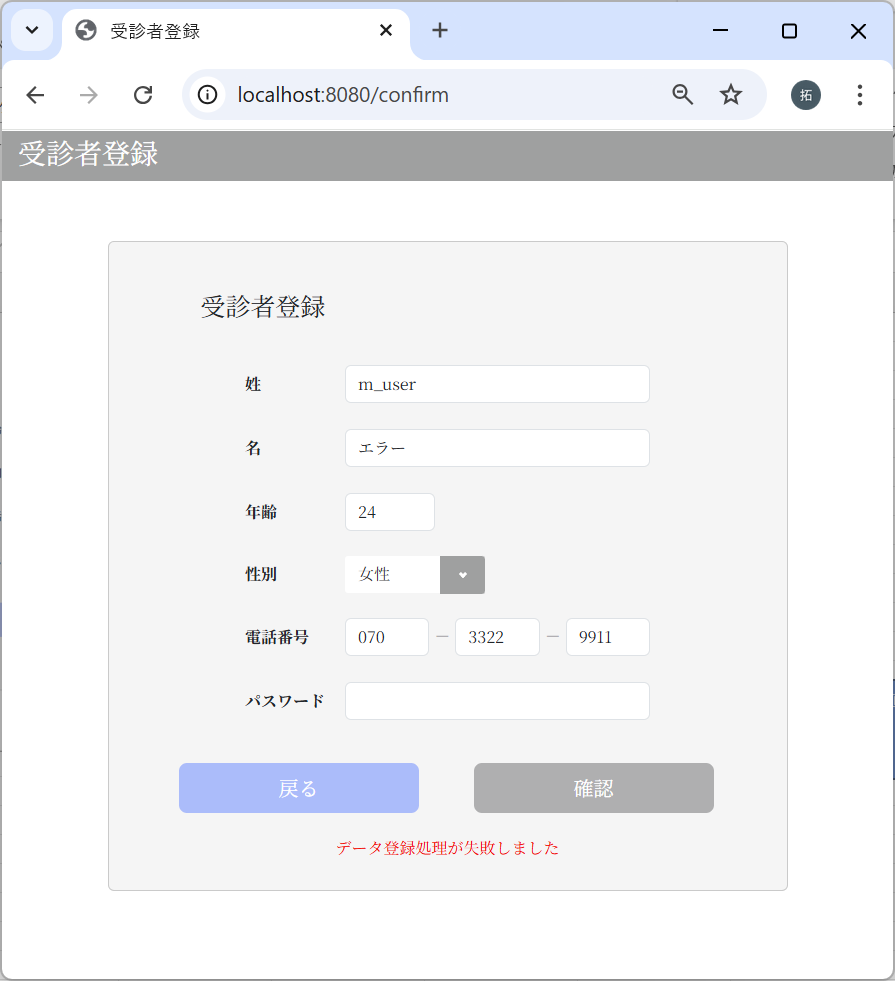 受診者登録
localhost:8080/confirm
拓
受診者登録
受診者登録
姓 m_user
名 エラー
年齢 24
性別 女性
電話番号 070 － 3322 － 9911
パスワード
戻る 確認
データ登録処理が失敗しました